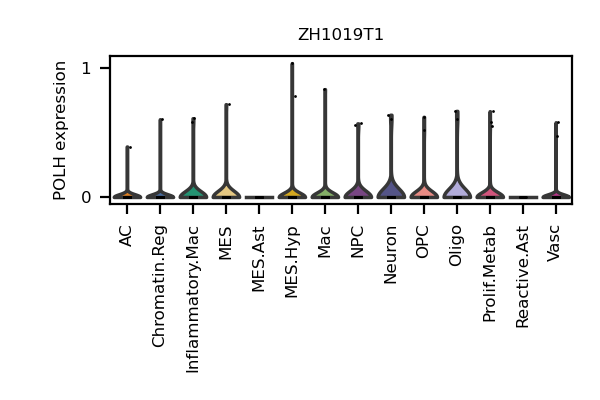 ZH1019T1
POLH expression
1
0
AC
Chromatin.Reg
Inflammatory.Mac
MES
MES.Ast
MES.Hyp
Mac
NPC
Neuron
OPC
Oligo
Prolif.Metab
Reactive.Ast
Vasc